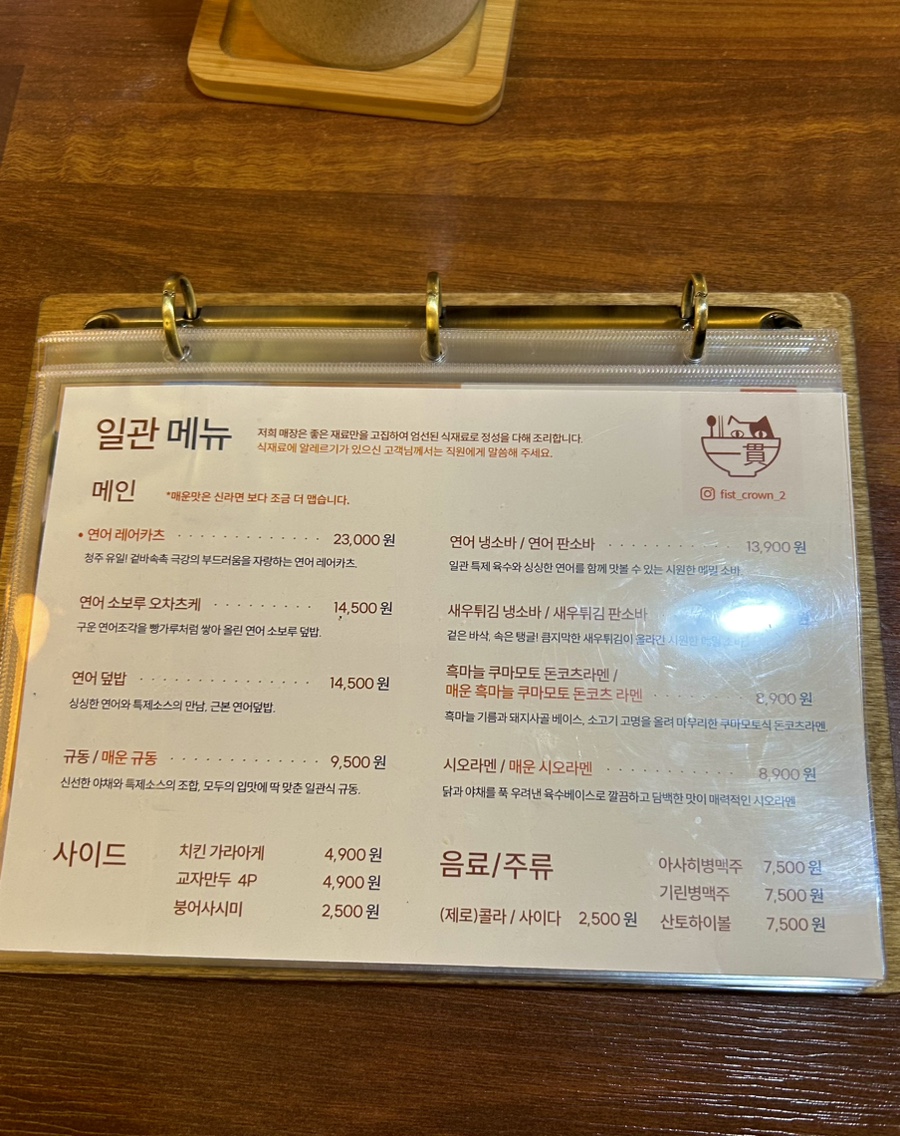 일관 메뉴
저희 매장은 좋은 재료만을 고집하여 엄선된 식재료로 정성을 다해 조리합니다.
식재료에 알레르기가 있으신 고객님께서는 직원에게 말씀해 주세요.
一貫
fist_crown_2
메인
*매운맛은 신라면 보다 조금 더 맵습니다.
• 연어 레어카츠 23,000 원
청주 유일! 겉바속촉 극강의 부드러움을 자랑하는 연어 레어카츠.
연어 소보루 오차츠케 14,500 원
구운 연어조각을 빵가루처럼 쌓아 올린 연어 소보루 덮밥.
연어 덮밥 14,500 원
싱싱한 연어와 특제소스의 만남, 근본 연어덮밥.
규동 / 매운 규동 9,500 원
신선한 야채와 특제소스의 조합, 모두의 입맛에 딱 맞춘 일관식 규동.
연어 냉소바 / 연어 판소바 13,900 원
일관 특제 육수와 싱싱한 연어를 함께 맛볼 수 있는 시원한 메밀 소바
새우튀김 냉소바 / 새우튀김 판소바 원
겉은 바삭, 속은 탱글! 큼지막한 새우튀김이 올라간 시원한
흑마늘 쿠마모토 돈코츠라멘 /
매운 흑마늘 쿠마모토 돈코츠 라멘 8,900 원
흑마늘 기름과 돼지사골 베이스, 소고기 고명을 올려 마무리한 쿠마모토식 돈코츠라멘.
시오라멘 / 매운 시오라멘 8,900 원
닭과 야채를 푹 우려낸 육수베이스로 깔끔하고 담백한 맛이 매력적인 시오라멘
사이드
치킨 가라아게 4,900 원
교자만두 4P 4,900 원
붕어사시미 2,500 원
음료/주류
(제로)콜라 / 사이다 2,500 원
아사히병맥주 7,500 원
기린병맥주 7,500 원
산토하이볼 7,500 원